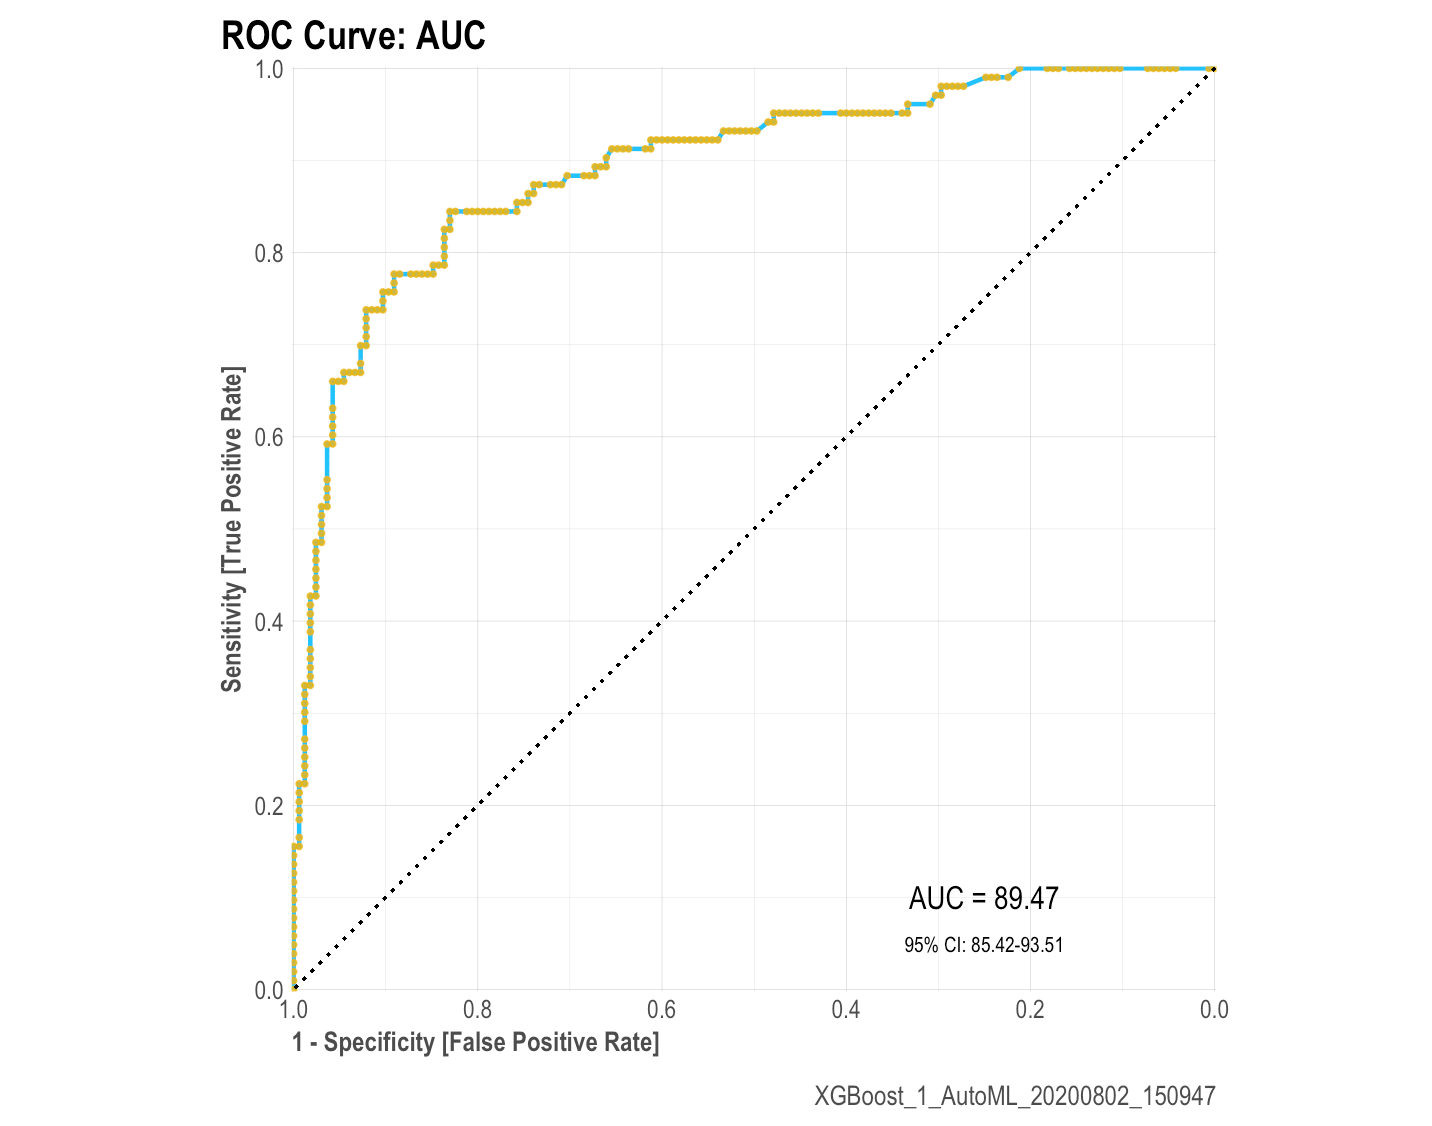 ROC Curve: AUC
1.0
0.8
0.6
0.4
0.2
0.0
Sensitivity [True Positive Rate]
AUC = 89.47
95% CI: 85.42-93.51
1.0 0.8 0.6 0.4 0.2 0.0
1 - Specificity [False Positive Rate]
XGBoost_1_AutoML_20200802_150947